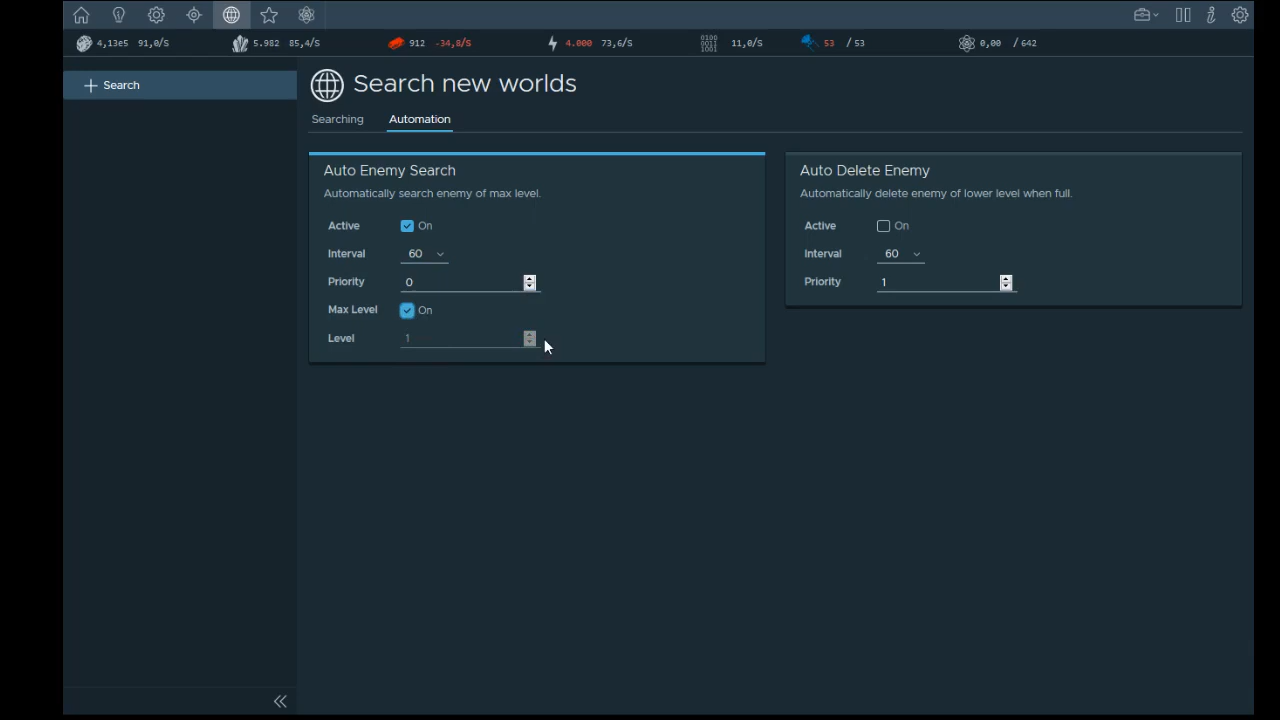 4,13e5 91,0/S 5.982 85,4/S 912 -34,8/S 4.000 73,6/S 0100 0011 1001 11,0/S 53 / 53 0,00 / 642
Search
Search new worlds
Searching Automation
Auto Enemy Search
Automatically search enemy of max level.
Active On
Interval 60
Priority 0
Max Level On
Level 1
Auto Delete Enemy
Automatically delete enemy of lower level when full.
Active On
Interval 60
Priority 1